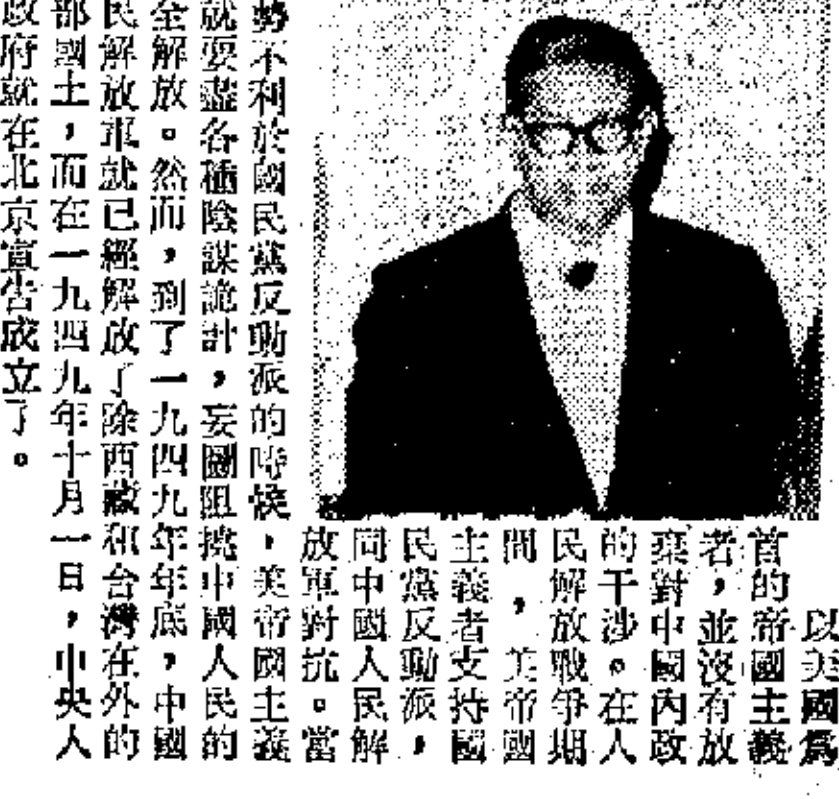 以美國爲
首的帝國主義
者，並沒有放
棄對中國內政
的干涉。在人
民解放戰爭期
間，美帝國
主義者支持國
民黨反動派，
同中國人民解
放軍對抗。當
勢不利於國民黨反動派的時候，美帝國主義
就耍盡各種陰謀詭計，妄圖阻撓中國人民的
全解放。然而，到了一九四九年年底，中國
民解放軍就已經解放了除西藏和台灣在外的
部國土，而在一九四九年十月一日，中央人
政府就在北京宣告成立了。